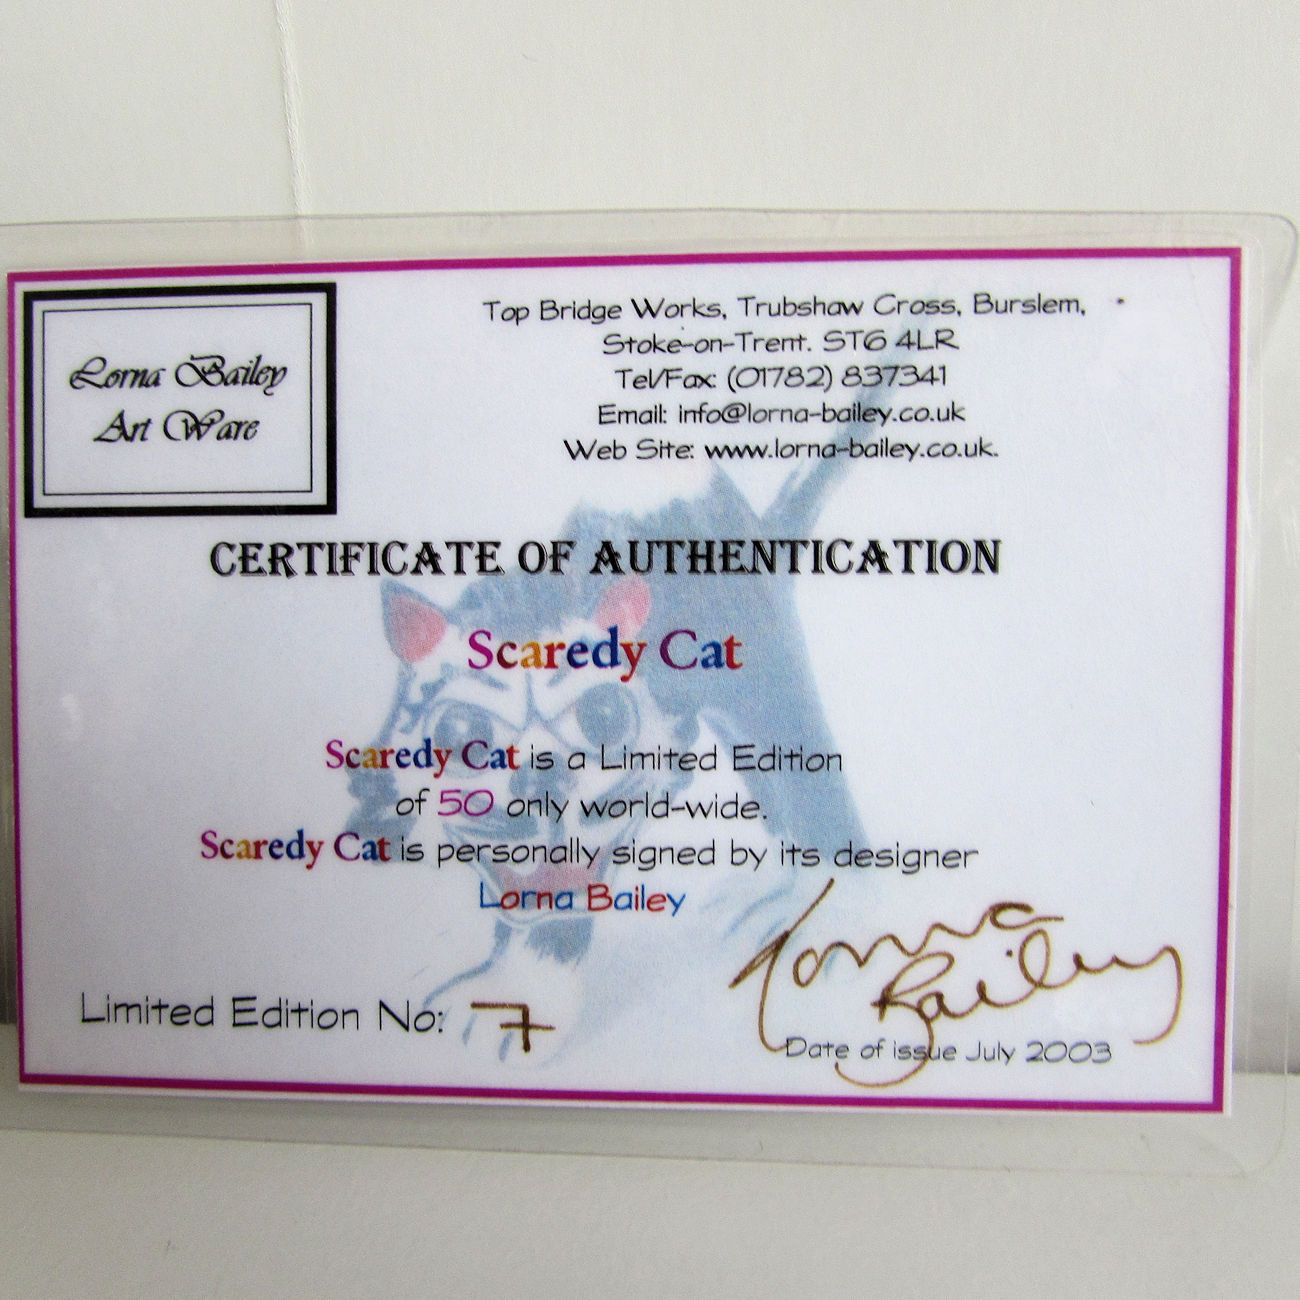 Lorna Bailey
Art Ware
Top Bridge Works, Trubshaw Cross, Burslem,
Stoke-on-Trent. ST6 4LR
Tel/Fax: (01782) 837341
Email: info@lorna-bailey.co.uk
Web Site: www.lorna-bailey.co.uk.
CERTIFICATE OF AUTHENTICATION
Scaredy Cat
Scaredy Cat is a Limited Edition
of 50 only world-wide.
Scaredy Cat is personally signed by its designer
Lorna Bailey
Lorna
Bailey
Limited Edition No: 7
Date of issue July 2003